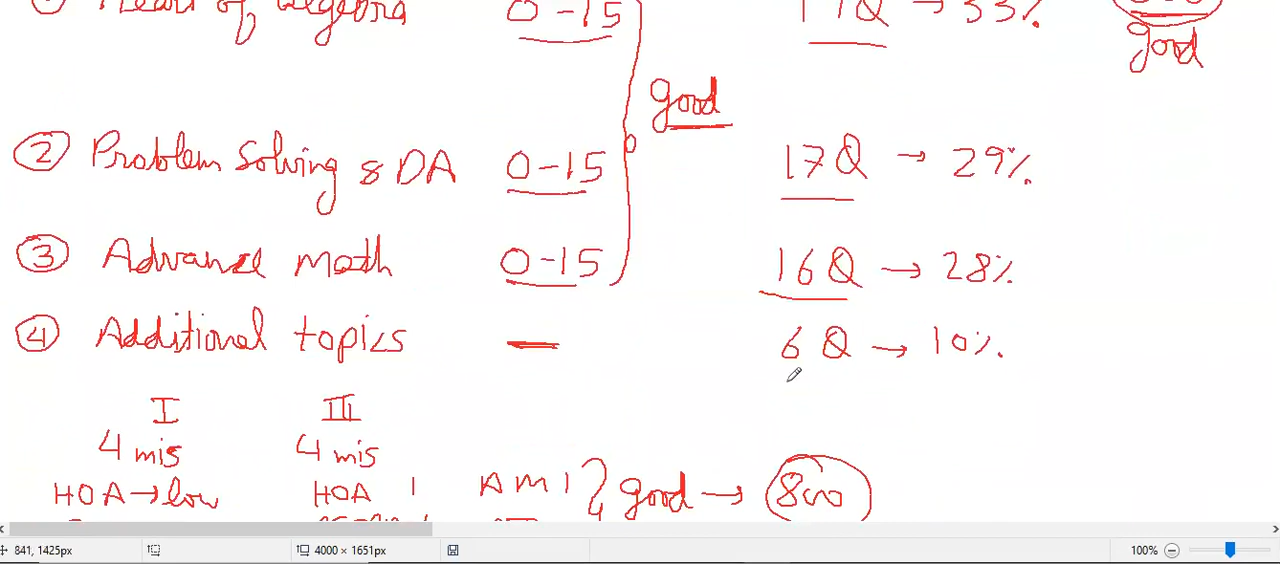 Heart of algebra 0-15 → 33%
good
good
② Problem Solving & DA 0-15 17Q → 29%
③ Advance Math 0-15 16Q → 28%
④ Additional topics — 6Q → 10%
I III
4 mis 4 mis
HOA → low HOA 1 AM 1 good → 800
841, 1425px 4000 × 1651px 100%